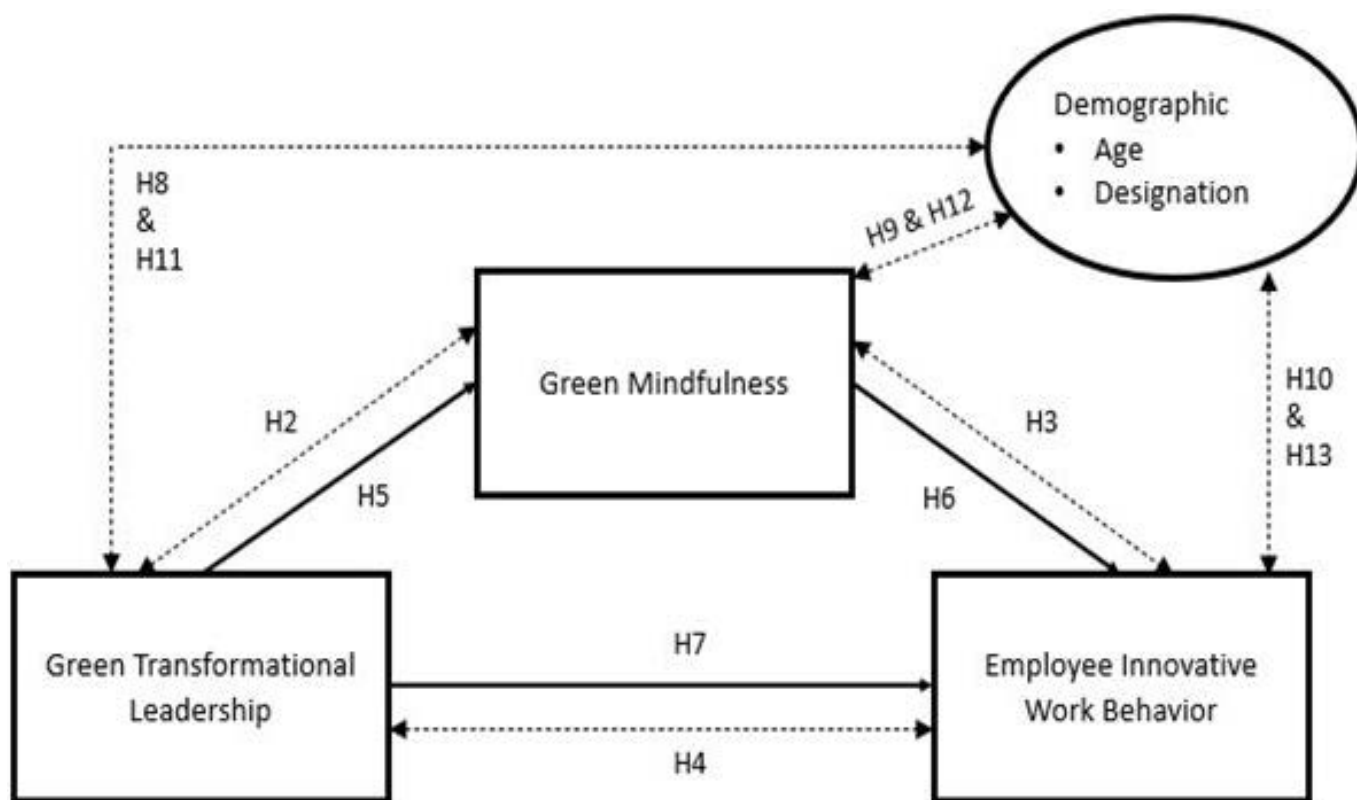 Demographic
• Age
• Designation
H8
&
H11
H9 & H12
Green Mindfulness
H10
&
H13
H2
H3
H5
H6
Green Transformational
Leadership
H7
Employee Innovative
Work Behavior
H4